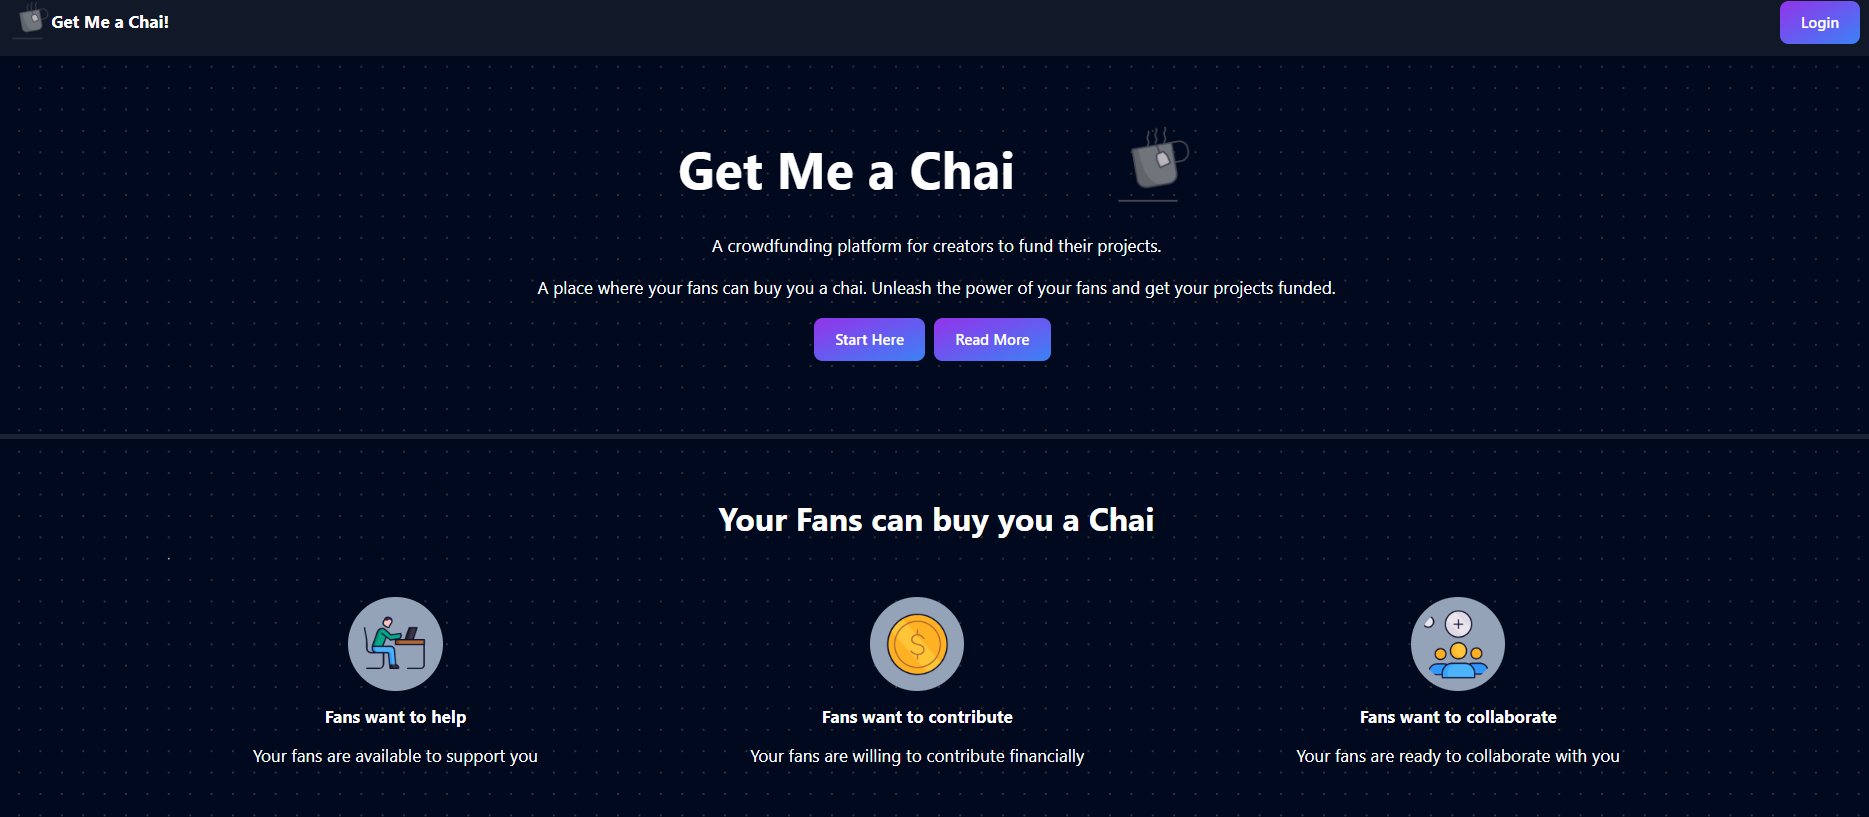 Get Me a Chai!
Login
Get Me a Chai
A crowdfunding platform for creators to fund their projects.
A place where your fans can buy you a chai. Unleash the power of your fans and get your projects funded.
Start Here
Read More
Your Fans can buy you a Chai
$
Fans want to help
Fans want to contribute
Fans want to collaborate
Your fans are available to support you
Your fans are willing to contribute financially
Your fans are ready to collaborate with you